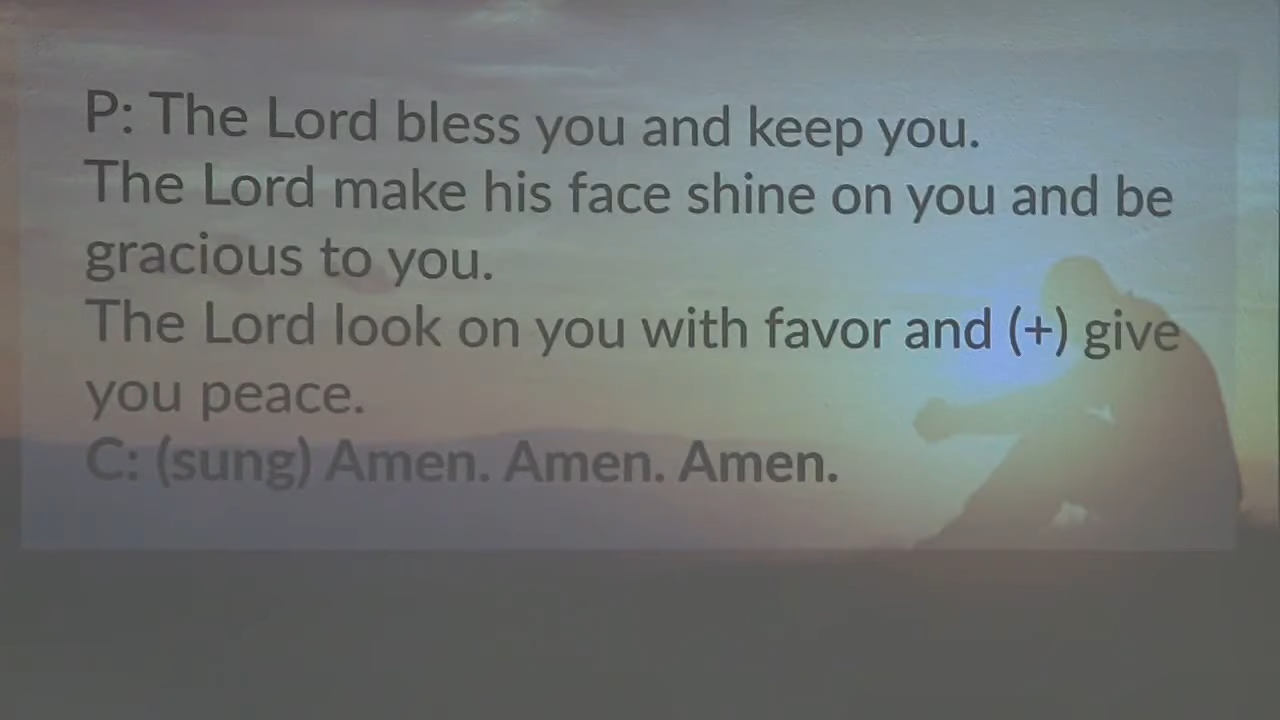 P: The Lord bless you and keep you.
The Lord make his face shine on you and be
gracious to you.
The Lord look on you with favor and (+) give
you peace.
C: (sung) Amen. Amen. Amen.